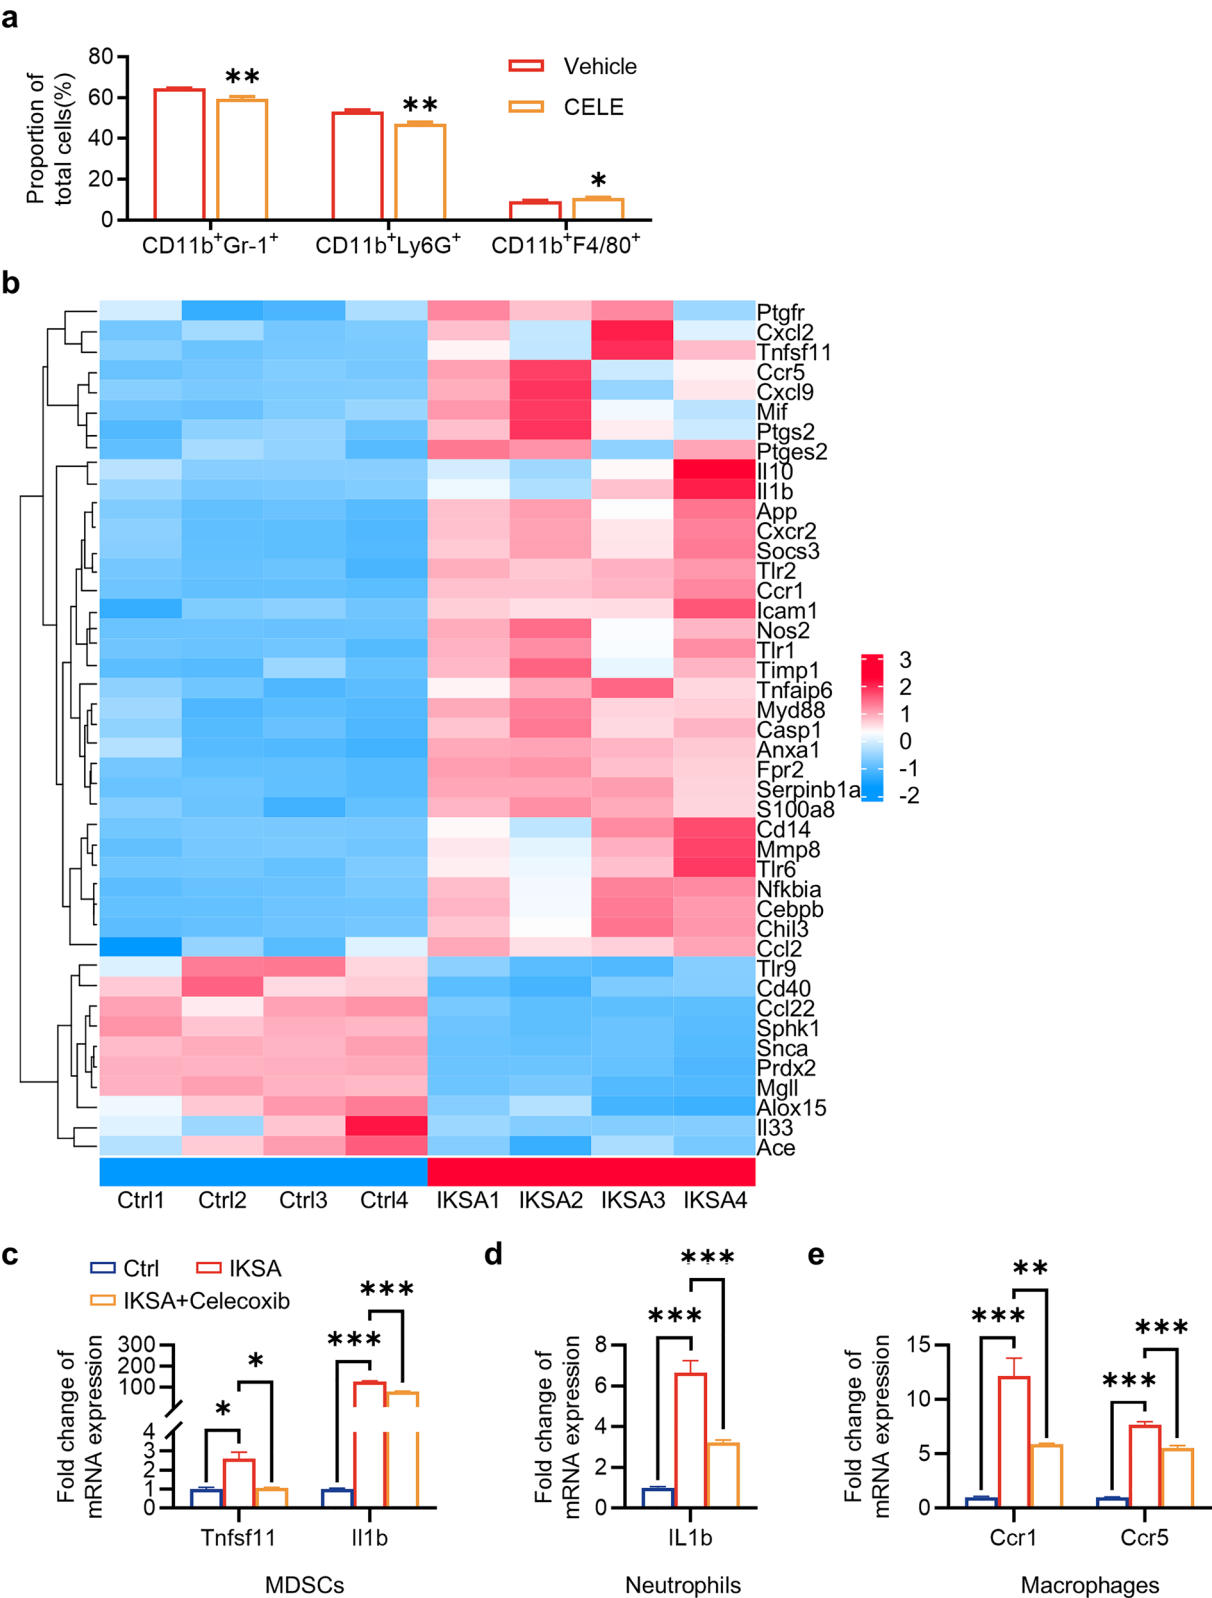 a
Proportion of
total cells(%)
80
60
40
20
0
** ** *
Vehicle
CELE
CD11b+Gr-1+ CD11b+Ly6G+ CD11b+F4/80+
b
Ptgfr
Cxcl2
Tnfsf11
Ccr5
Cxcl9
Mif
Ptgs2
Ptges2
Il10
Il1b
App
Cxcr2
Socs3
Tlr2
Ccr1
Icam1
Nos2
Tlr1
Timp1
Tnfaip6
Myd88
Casp1
Anxa1
Fpr2
Serpinb1a
S100a8
Cd14
Mmp8
Tlr6
Nfkbia
Cebpb
Chil3
Ccl2
Tlr9
Cd40
Ccl22
Sphk1
Snca
Prdx2
Mgll
Alox15
Il33
Ace
3
2
1
0
-1
-2
Ctrl1 Ctrl2 Ctrl3 Ctrl4 IKSA1 IKSA2 IKSA3 IKSA4
c
Ctrl IKSA
IKSA+Celecoxib
Fold change of
mRNA expression
300
200
100
4
3
2
1
0
* * *** ***
Tnfsf11 Il1b
MDSCs
d
Fold change of
mRNA expression
8
6
4
2
0
*** ***
IL1b
Neutrophils
e
Fold change of
mRNA expression
15
10
5
0
*** ** *** ***
Ccr1 Ccr5
Macrophages